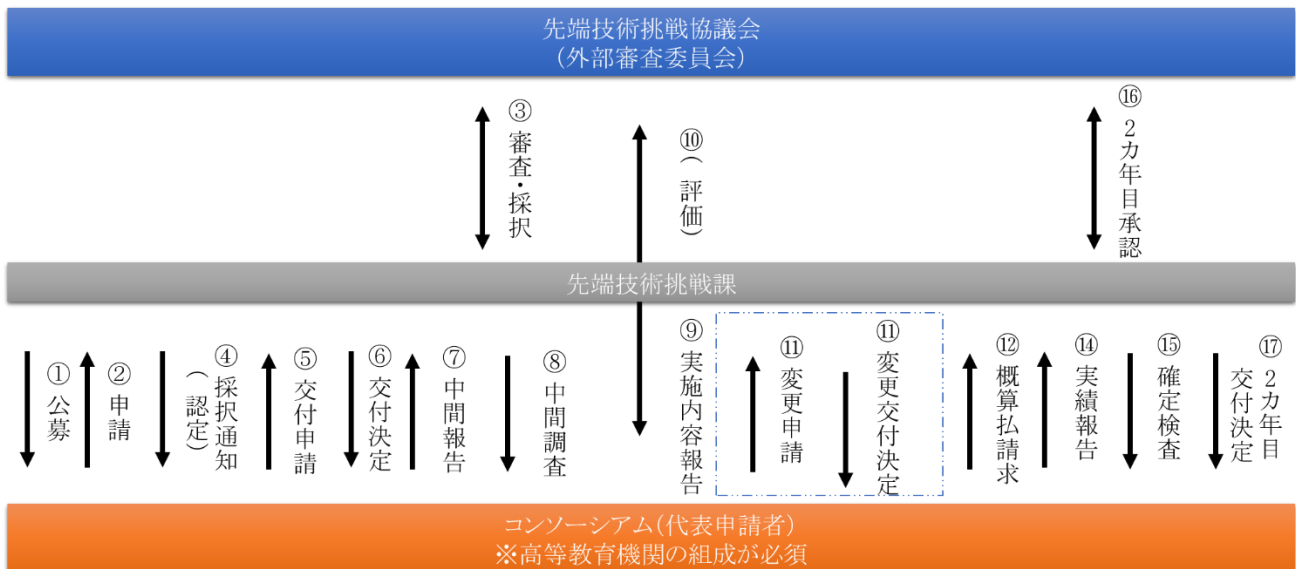 先端技術挑戦協議会
（外部審査委員会）
③審査・採択
⑩（評価）
⑯２カ年目承認
先端技術挑戦課
①公募
②申請
④採択通知
（認定）
⑤交付申請
⑥交付決定
⑦中間報告
⑧中間調査
⑨実施内容報告
⑪変更申請
⑪変更交付決定
⑫概算払請求
⑭実績報告
⑮確定検査
⑰２カ年目
交付決定
コンソーシアム（代表申請者）
※高等教育機関の組成が必須